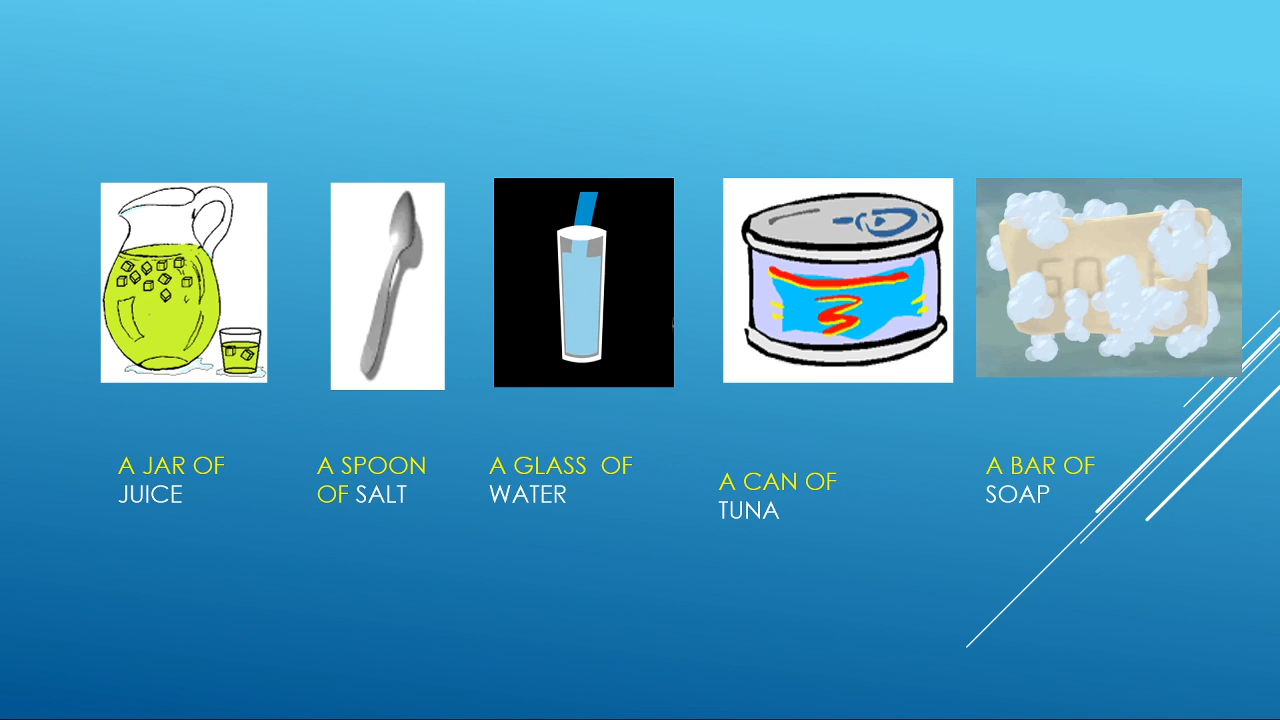 A JAR OF
JUICE
A SPOON
OF SALT
A GLASS  OF
WATER
A CAN OF
TUNA
A BAR OF
SOAP